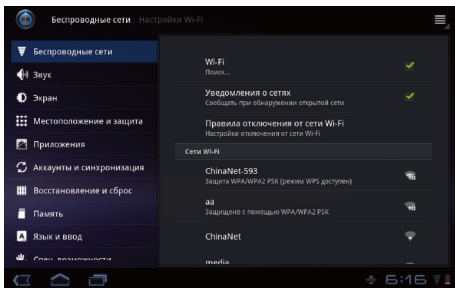 Беспроводные сети Настройки Wi-Fi
Беспроводные сети
Звук
Экран
Местоположение и защита
Приложения
Аккаунты и синхронизация
Восстановление и сброс
Память
Язык и ввод
Спец. возможности
Wi-Fi
Поиск...
Уведомления о сетях
Сообщать при обнаружении открытой сети
Правила отключения от сети Wi-Fi
Настройки отключения от сети Wi-Fi
Сети Wi-Fi
ChinaNet-593
Защита WPA/WPA2 PSK (режим WPS доступен)
aa
Защищено с помощью WPA/WPA2 PSK
ChinaNet
media
6:16